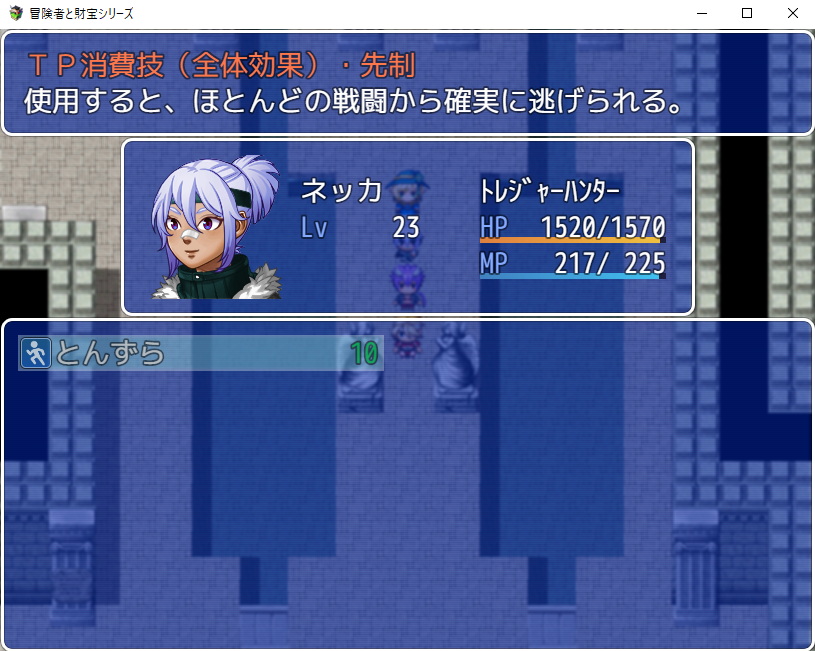 冒険者と財宝シリーズ
ＴＰ消費技（全体効果）・先制
使用すると、ほとんどの戦闘から確実に逃げられる。
ネッカ
トレジャーハンター
Lv 23
HP 1520/1570
MP 217/ 225
とんずら 10